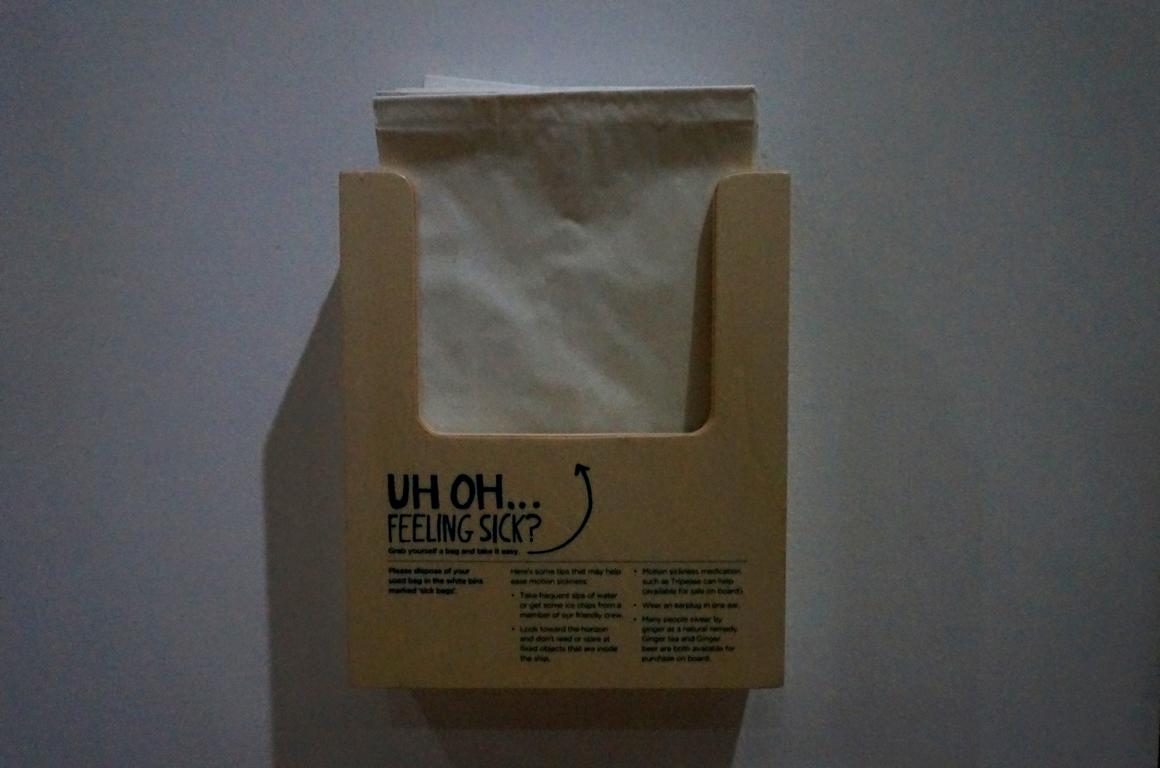 UH OH...
FEELING SICK?
Grab yourself a bag and take it easy.
Please dispose of your
used bag in the white bins
marked 'sick bags'.
Here's some tips that may help
ease motion sickness:
• Take frequent sips of water
or get some ice chips from a
member of our friendly crew.
• Look toward the horizon
and don't read or stare at
fixed objects that are inside
the ship.
• Motion sickness medication
such as Tripease can help
(available for sale on board).
• Wear an earplug in one ear.
• Many people swear by
ginger as a natural remedy.
Ginger tea and Ginger
beer are both available for
purchase on board.